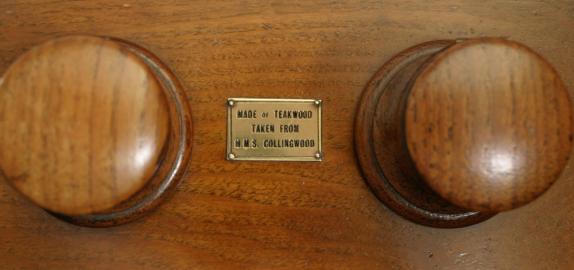 MADE OF TEAKWOOD
TAKEN FROM
H.M.S. COLLINGWOOD